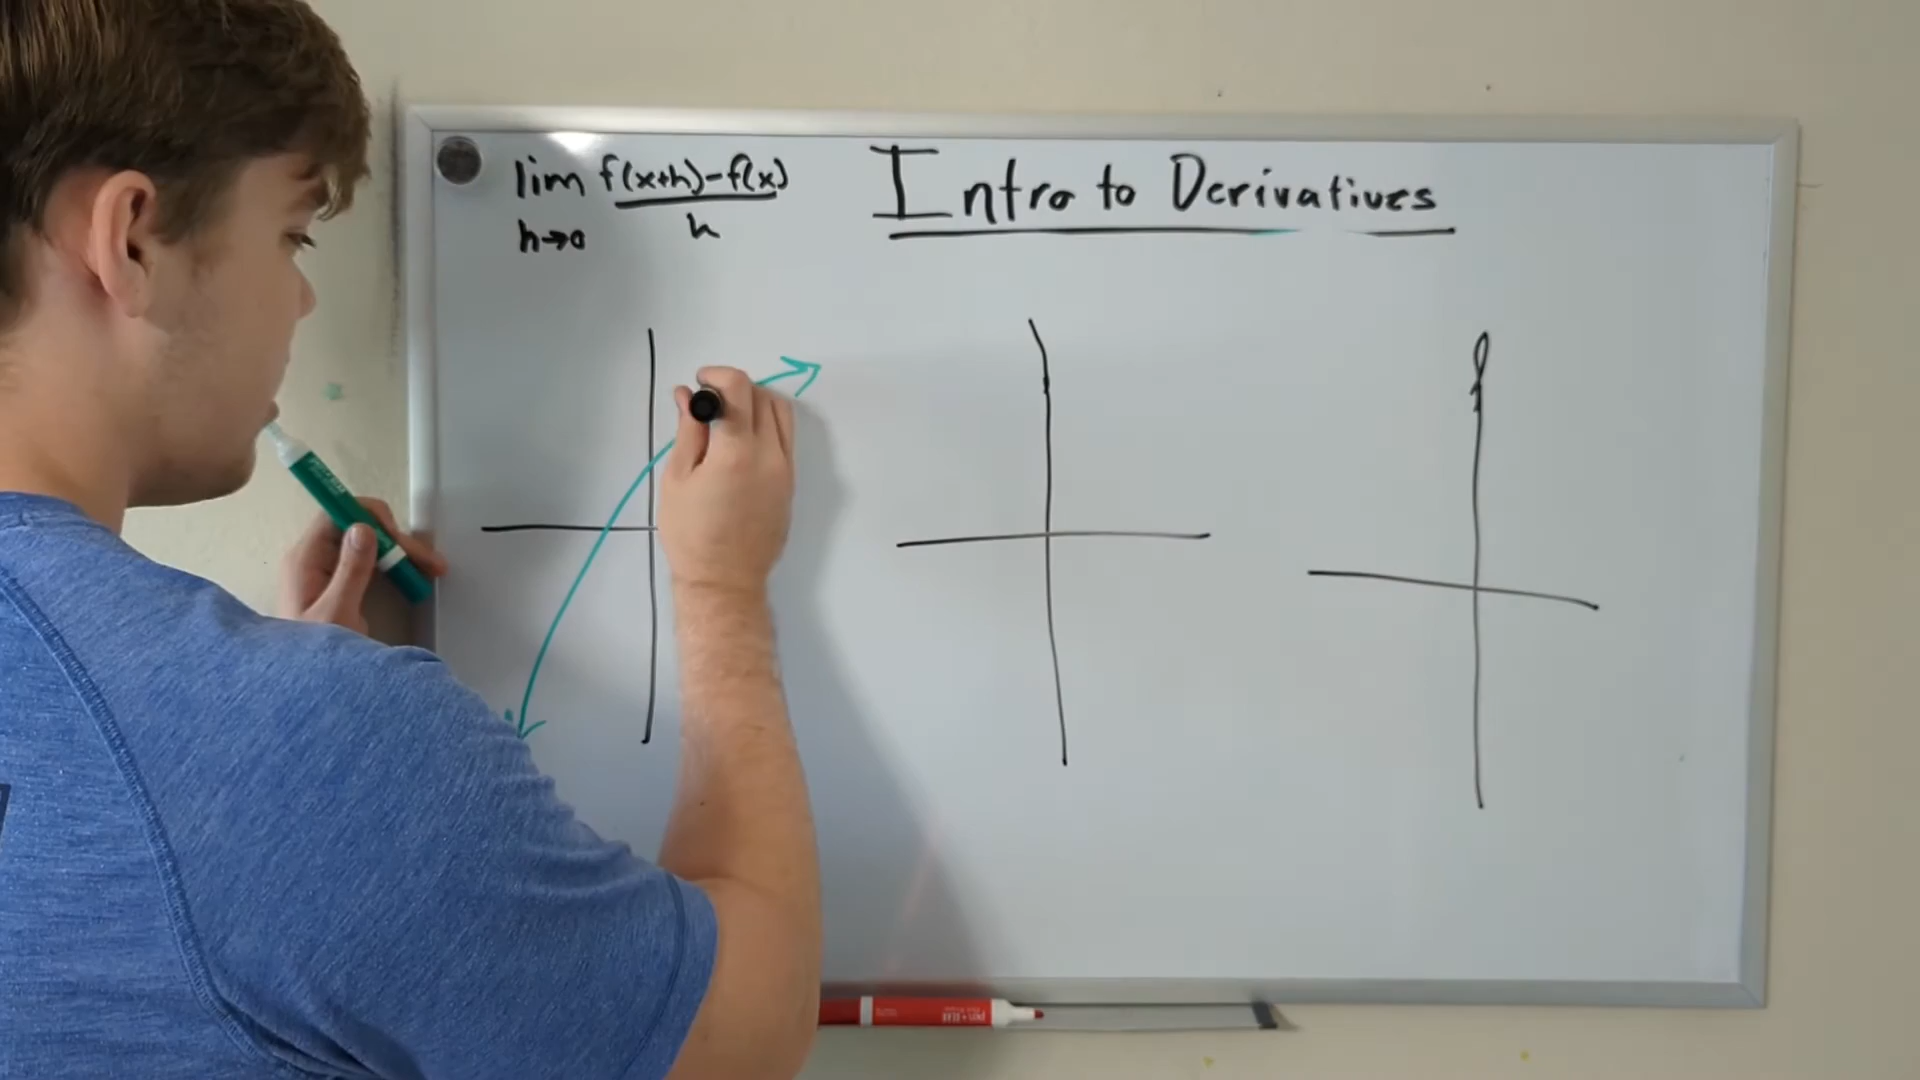 lim f(x+h)-f(x)
h→0 h
Intro to Derivatives